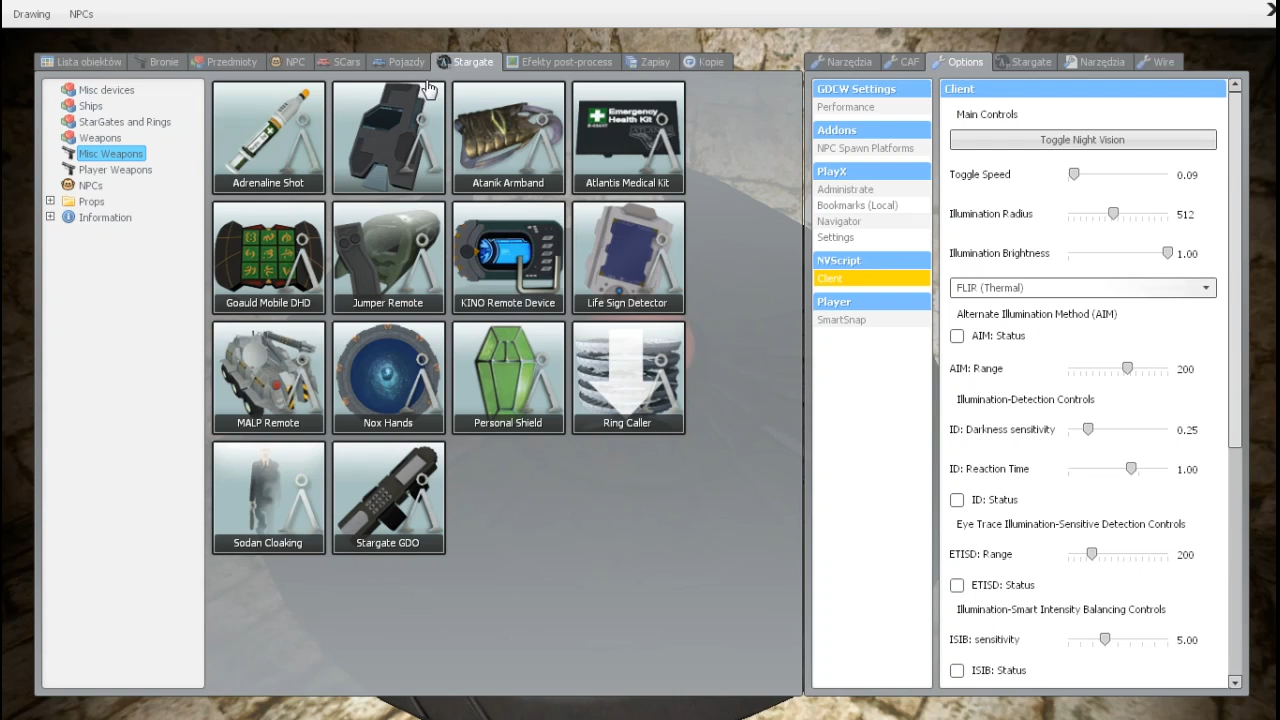 Drawing NPCs
Lista obiektów Bronie Przedmioty NPC SCars Pojazdy Stargate Efekty post-process Zapisy Kopie
Misc devices
Ships
StarGates and Rings
Weapons
Misc Weapons
Player Weapons
NPCs
Props
Information
Emergency
Health Kit
Adrenaline Shot
Atanik Armband
Atlantis Medical Kit
Goauld Mobile DHD
Jumper Remote
KINO Remote Device
Life Sign Detector
MALP Remote
Nox Hands
Personal Shield
Ring Caller
Sodan Cloaking
Stargate GDO
Narzędzia CAF Options Stargate Narzędzia Wire
GDCW Settings
Performance
Addons
NPC Spawn Platforms
PlayX
Administrate
Bookmarks (Local)
Navigator
Settings
NVScript
Client
Player
SmartSnap
Client
Main Controls
Toggle Night Vision
Toggle Speed 0.09
Illumination Radius 512
Illumination Brightness 1.00
FLIR (Thermal)
Alternate Illumination Method (AIM)
AIM: Status
AIM: Range 200
Illumination-Detection Controls
ID: Darkness sensitivity 0.25
ID: Reaction Time 1.00
ID: Status
Eye Trace Illumination-Sensitive Detection Controls
ETISD: Range 200
ETISD: Status
Illumination-Smart Intensity Balancing Controls
ISIB: sensitivity 5.00
ISIB: Status